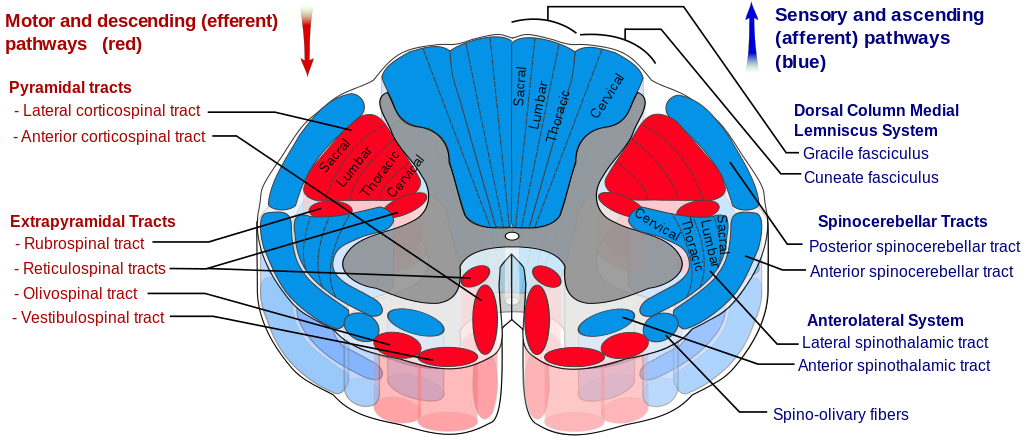 Motor and descending (efferent)
pathways (red)
Pyramidal tracts
- Lateral corticospinal tract
- Anterior corticospinal tract
Extrapyramidal Tracts
- Rubrospinal tract
- Reticulospinal tracts
- Olivospinal tract
- Vestibulospinal tract
Sacral
Lumbar
Thoracic
Cervical
Sacral
Lumbar
Thoracic
Cervical
Cervical
Thoracic
Lumbar
Sacral
Sensory and ascending
(afferent) pathways
(blue)
Dorsal Column Medial
Lemniscus System
Gracile fasciculus
Cuneate fasciculus
Spinocerebellar Tracts
Posterior spinocerebellar tract
Anterior spinocerebellar tract
Anterolateral System
Lateral spinothalamic tract
Anterior spinothalamic tract
Spino-olivary fibers